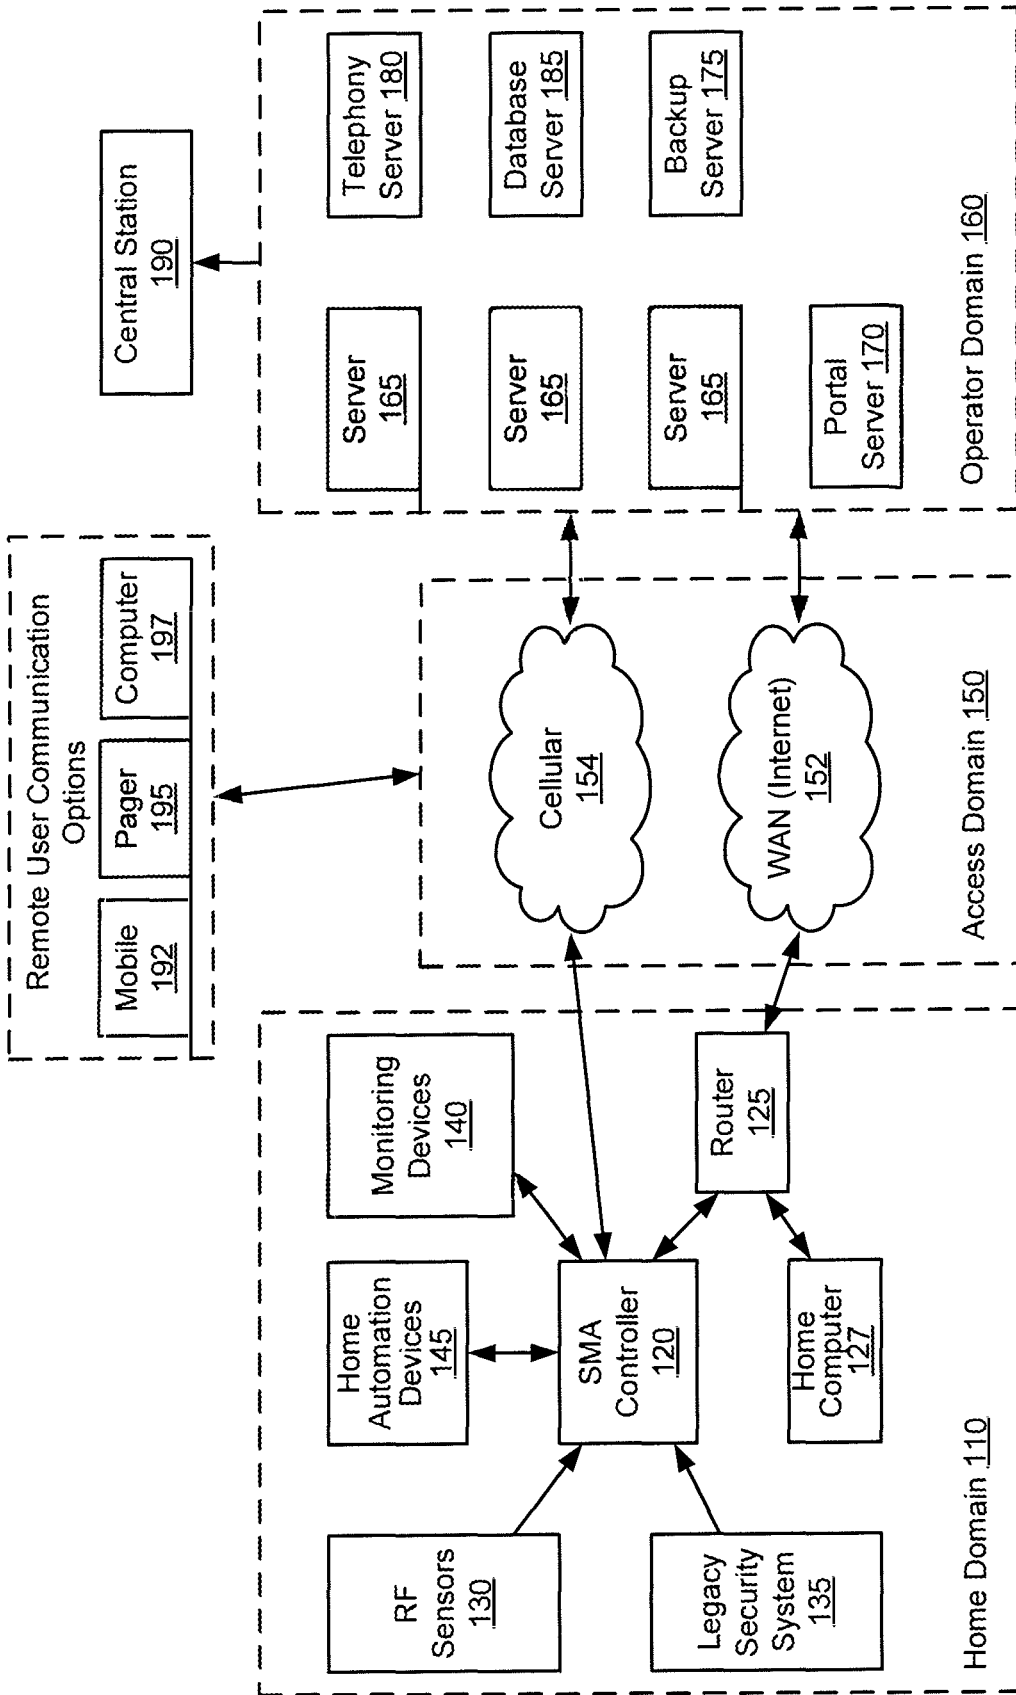 Remote User Communication
Options
Mobile
192
Pager
195
Computer
197
Central Station
190
RF
Sensors
130
Home
Automation
Devices
145
Monitoring
Devices
140
Legacy
Security
System
135
SMA
Controller
120
Router
125
Home
Computer
127
Home Domain 110
Cellular
154
WAN (Internet)
152
Access Domain 150
Server
165
Telephony
Server 180
Server
165
Database
Server 185
Server
165
Backup
Server 175
Portal
Server 170
Operator Domain 160